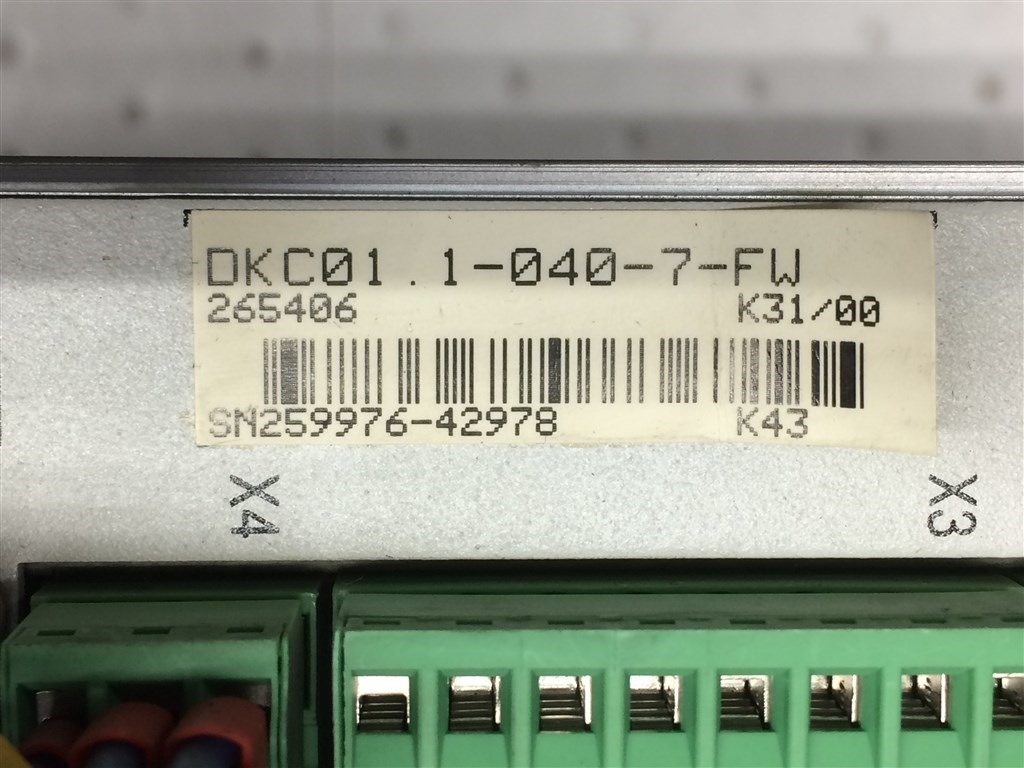 DKC01.1-040-7-FW
265406 K31/00
SN259976-42978 K43
X4 X3